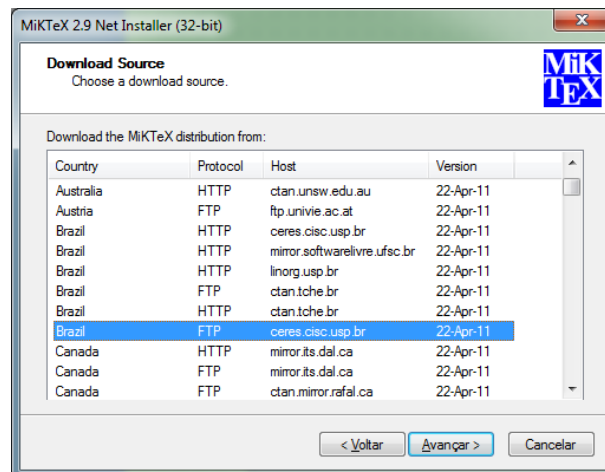 MiKTeX 2.9 Net Installer (32-bit)
Download Source
Choose a download source.
MiK
TEX
Download the MiKTeX distribution from:
Country Protocol Host Version
Australia HTTP ctan.unsw.edu.au 22-Apr-11
Austria FTP ftp.univie.ac.at 22-Apr-11
Brazil HTTP ceres.cisc.usp.br 22-Apr-11
Brazil HTTP mirror.softwarelivre.ufsc.br 22-Apr-11
Brazil HTTP linorg.usp.br 22-Apr-11
Brazil FTP ctan.tche.br 22-Apr-11
Brazil HTTP ctan.tche.br 22-Apr-11
Brazil FTP ceres.cisc.usp.br 22-Apr-11
Canada HTTP mirror.its.dal.ca 22-Apr-11
Canada FTP mirror.its.dal.ca 22-Apr-11
Canada FTP ctan.mirror.rafal.ca 22-Apr-11
< Voltar Avançar > Cancelar